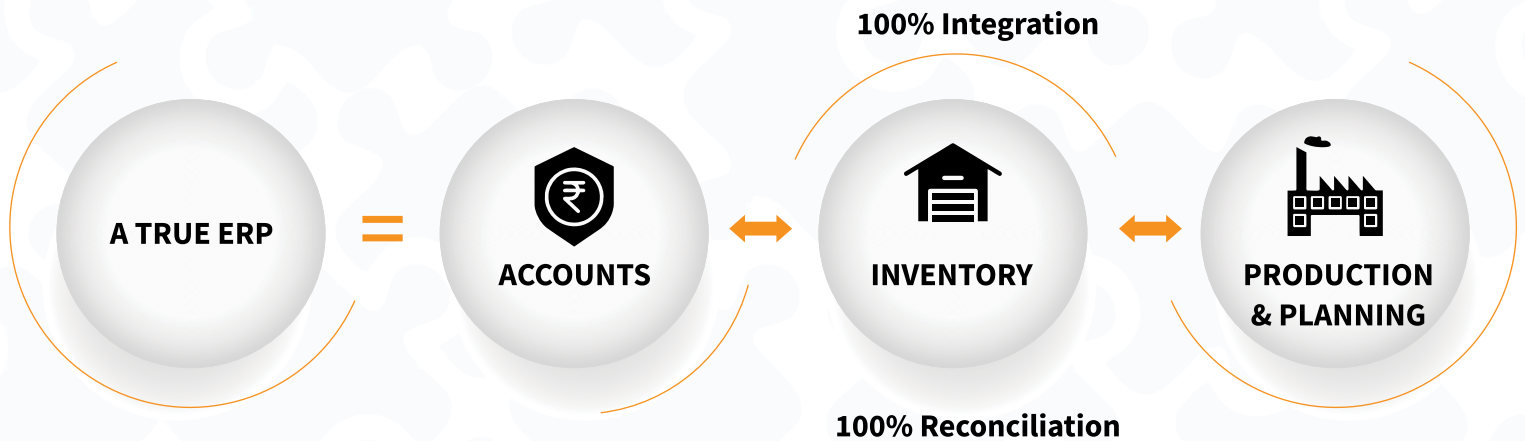 100% Integration
A TRUE ERP
=
₹
ACCOUNTS
INVENTORY
PRODUCTION
& PLANNING
100% Reconciliation